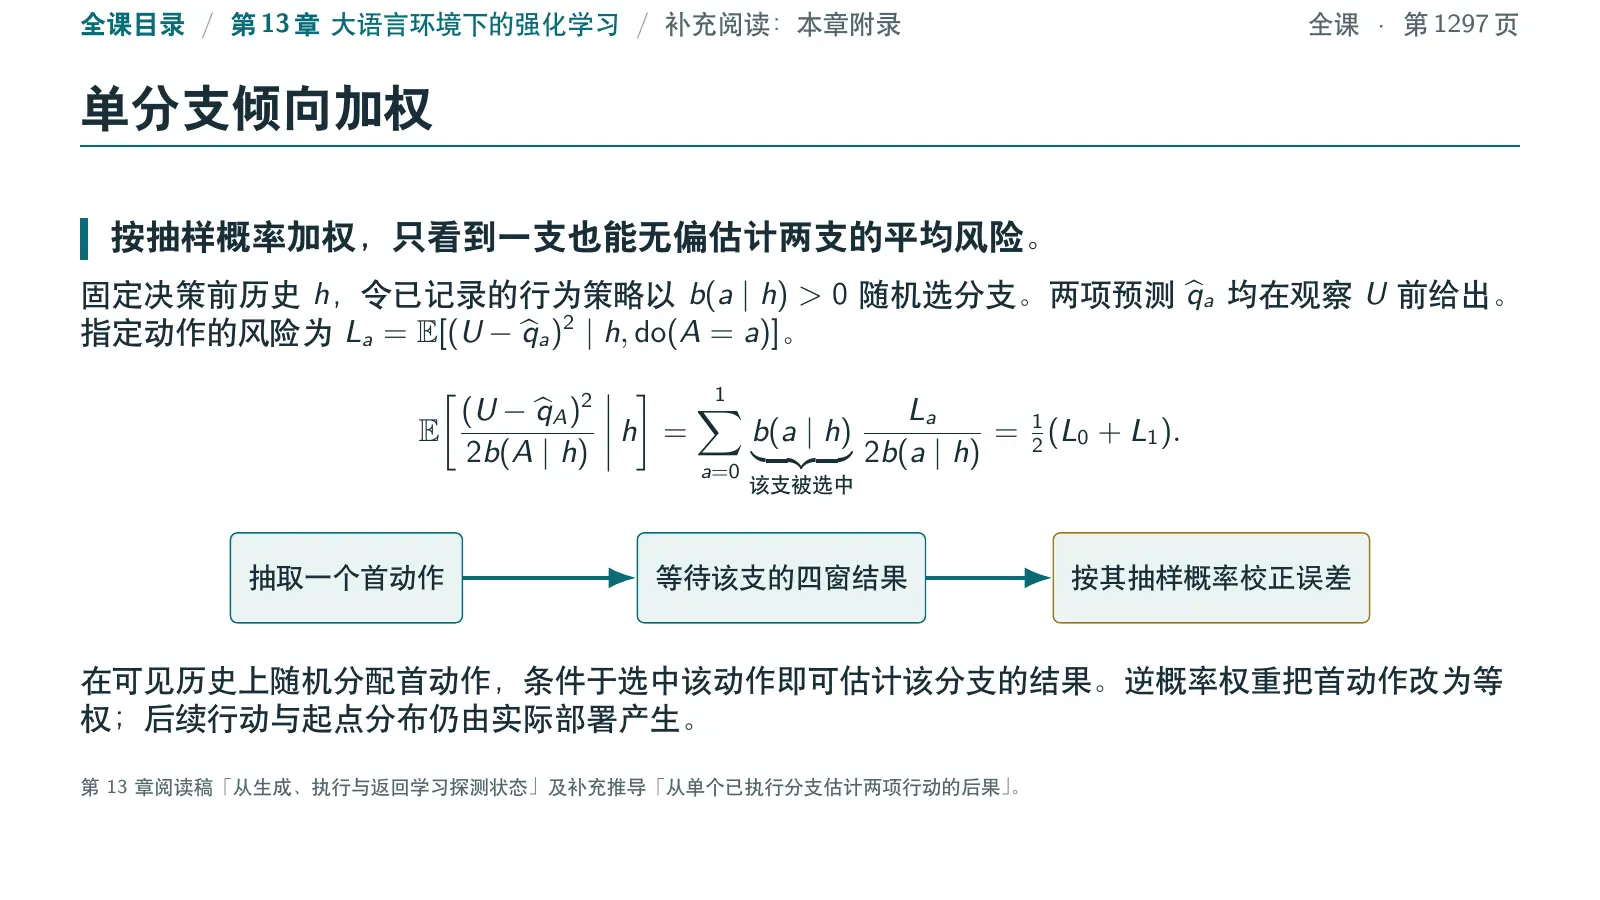 全课目录 / 第 13 章 大语言环境下的强化学习 / 补充阅读：本章附录 全课 · 第 1297 页
单分支倾向加权
按抽样概率加权，只看到一支也能无偏估计两支的平均风险。
固定决策前历史 h，令已记录的行为策略以 b(a | h) > 0 随机选分支。两项预测 q̂ₐ 均在观察 U 前给出。
指定动作的风险为 Lₐ = 𝔼[(U − q̂ₐ)² | h, do(A = a)]。
𝔼[ (U − q̂_A)² / 2b(A | h) | h ] = ∑_{a=0}^{1} b(a | h) Lₐ / 2b(a | h) = ½(L₀ + L₁).
该支被选中
抽取一个首动作 等待该支的四窗结果 按其抽样概率校正误差
在可见历史上随机分配首动作，条件于选中该动作即可估计该分支的结果。逆概率权重把首动作改为等
权；后续行动与起点分布仍由实际部署产生。
第 13 章阅读稿「从生成、执行与返回学习探测状态」及补充推导「从单个已执行分支估计两项行动的后果」。